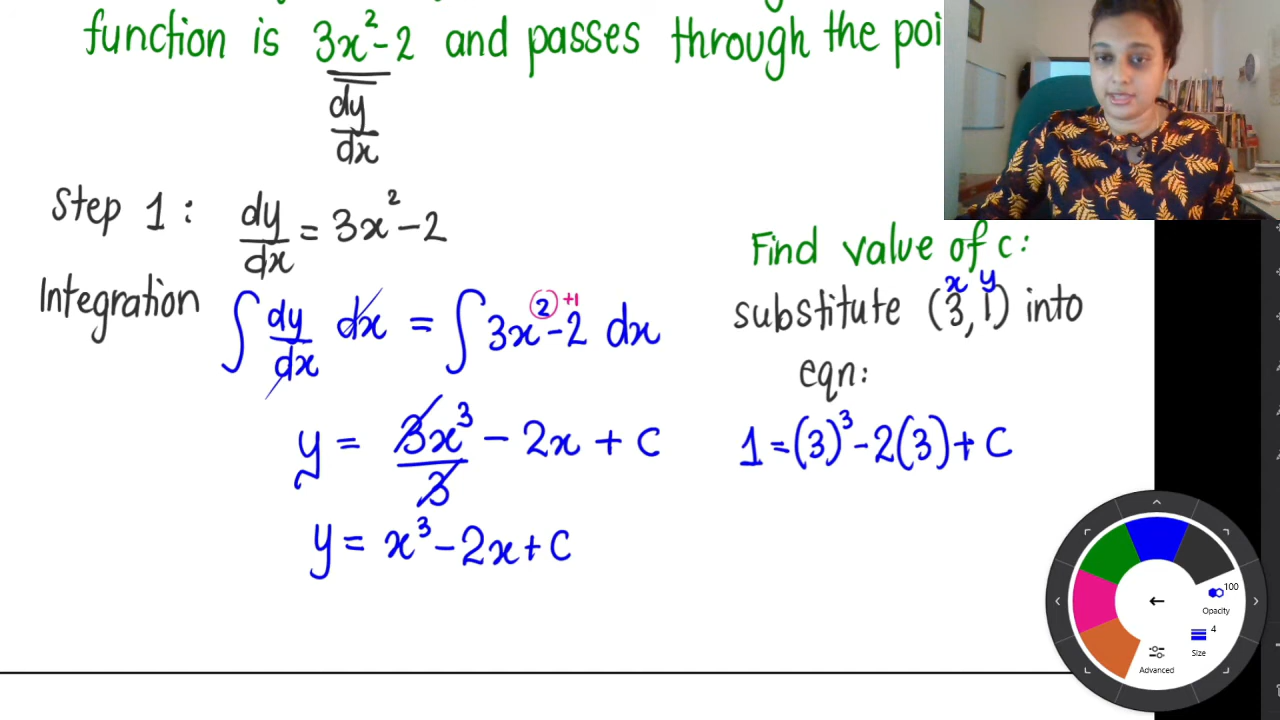 function is 3x²-2 and passes through the poi
dy
dx
Step 1: dy/dx = 3x²-2
Integration ∫ dy/dx dx = ∫ 3x²⁺¹-2 dx
y = 3x³/3 - 2x + c
y = x³-2x+c
Find value of c:
x y
substitute (3,1) into
eqn:
1=(3)³-2(3)+c
100
Opacity
4
Size
Advanced